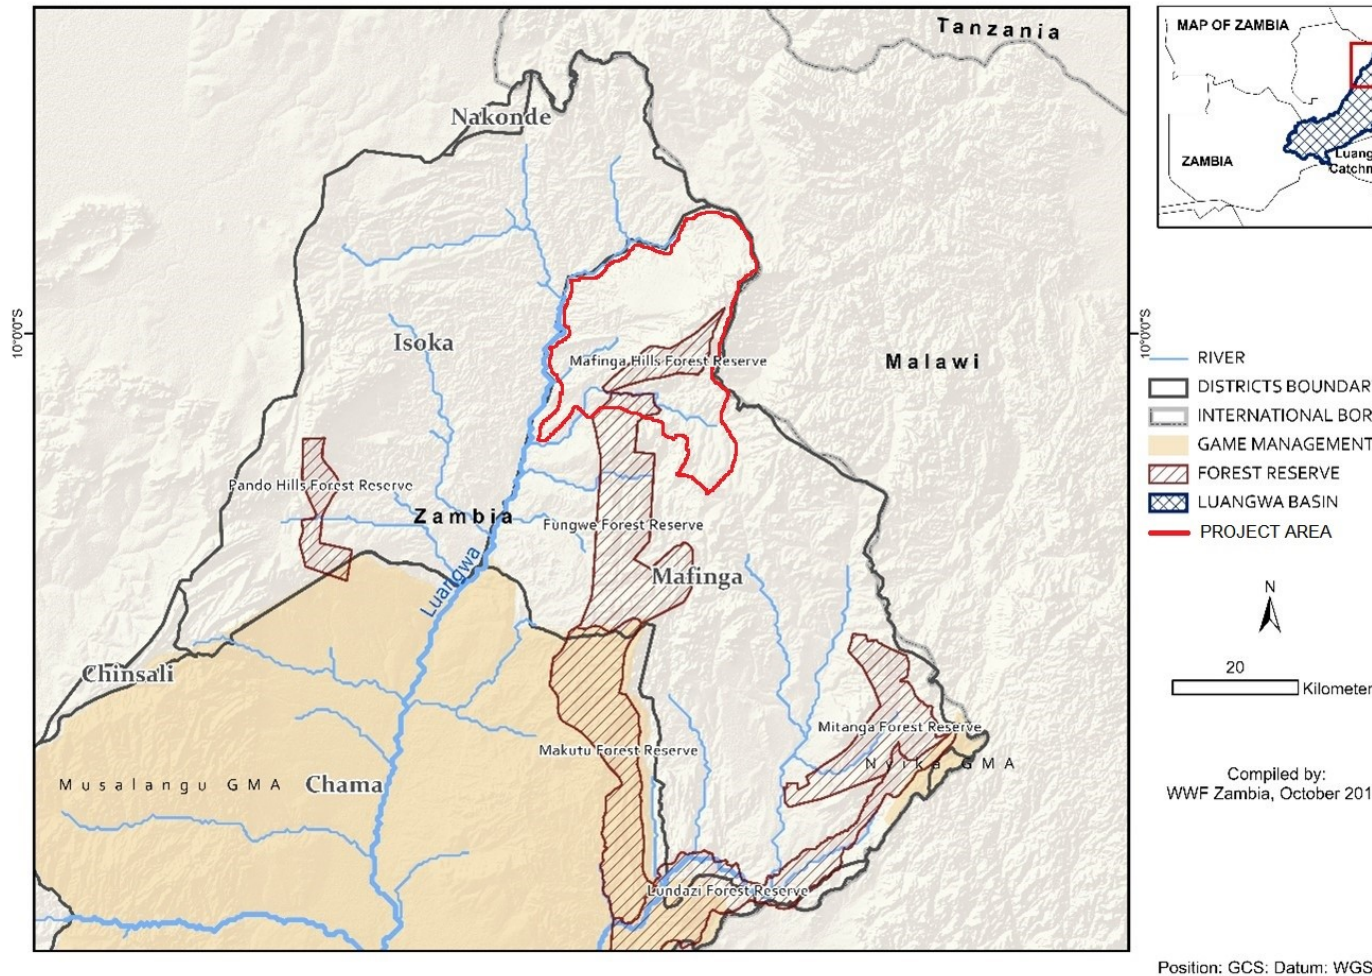 Tanzania
Nakonde
10°0'0"S
10°0'0"S
Isoka
Mafinga Hills Forest Reserve
Malawi
Pando Hills Forest Reserve
Zambia
Fungwe Forest Reserve
Luangwa
Mafinga
Chinsali
Mitanga Forest Reserve
Makutu Forest Reserve
Nyika GMA
Musalangu GMA
Chama
Lundazi Forest Reserve
MAP OF ZAMBIA
ZAMBIA
Luang
Catchn
RIVER
DISTRICTS BOUNDAR
INTERNATIONAL BOR
GAME MANAGEMENT
FOREST RESERVE
LUANGWA BASIN
PROJECT AREA
N
20
Kilometer
Compiled by:
WWF Zambia, October 201
Position: GCS: Datum: WGS